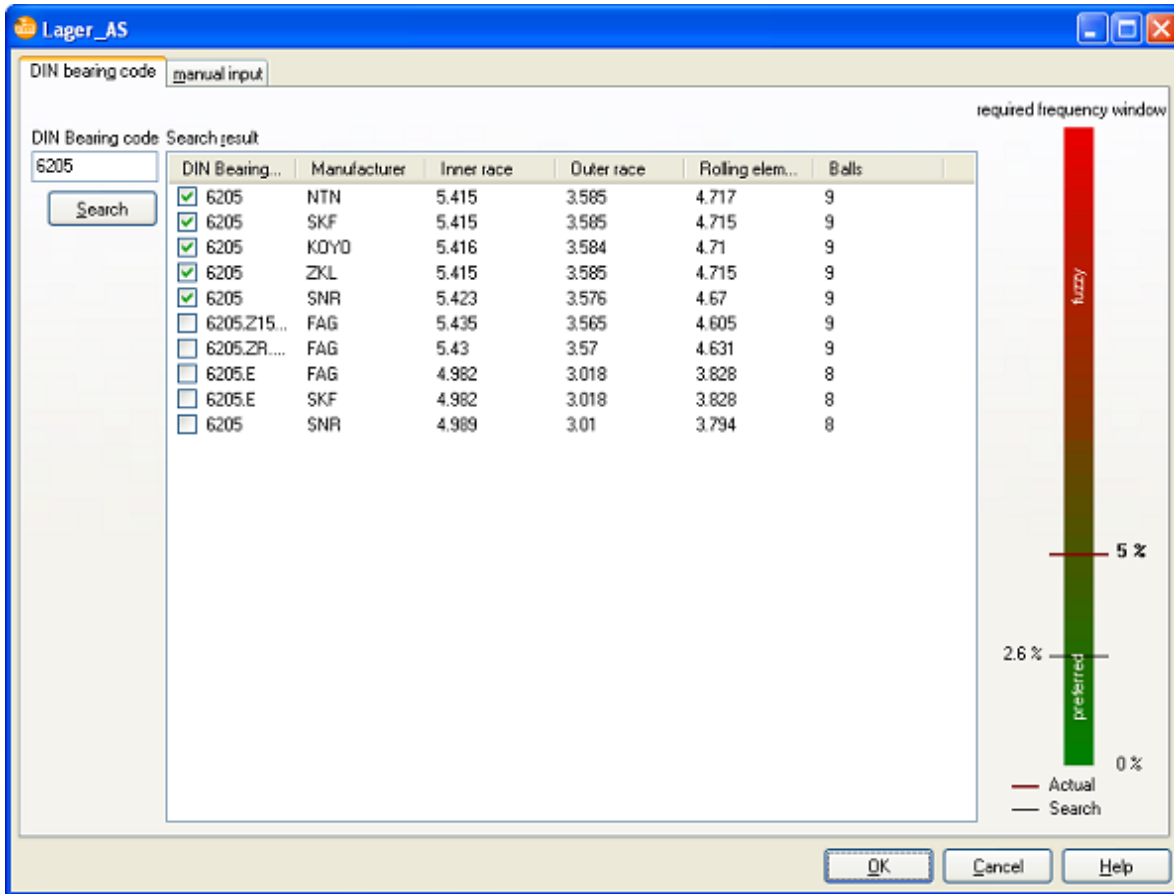 Lager_AS
DIN bearing code manual input
required frequency window
DIN Bearing code Search result
6205
Search
DIN Bearing... Manufacturer Inner race Outer race Rolling elem... Balls
6205 NTN 5.415 3.585 4.717 9
6205 SKF 5.415 3.585 4.715 9
6205 KOYO 5.416 3.584 4.71 9
6205 ZKL 5.415 3.585 4.715 9
6205 SNR 5.423 3.576 4.67 9
6205.Z15... FAG 5.435 3.565 4.605 9
6205.ZR.... FAG 5.43 3.57 4.631 9
6205.E FAG 4.982 3.018 3.828 8
6205.E SKF 4.982 3.018 3.828 8
6205 SNR 4.989 3.01 3.794 8
fuzzy
5 %
2.6 %
preferred
0 %
Actual
Search
OK Cancel Help